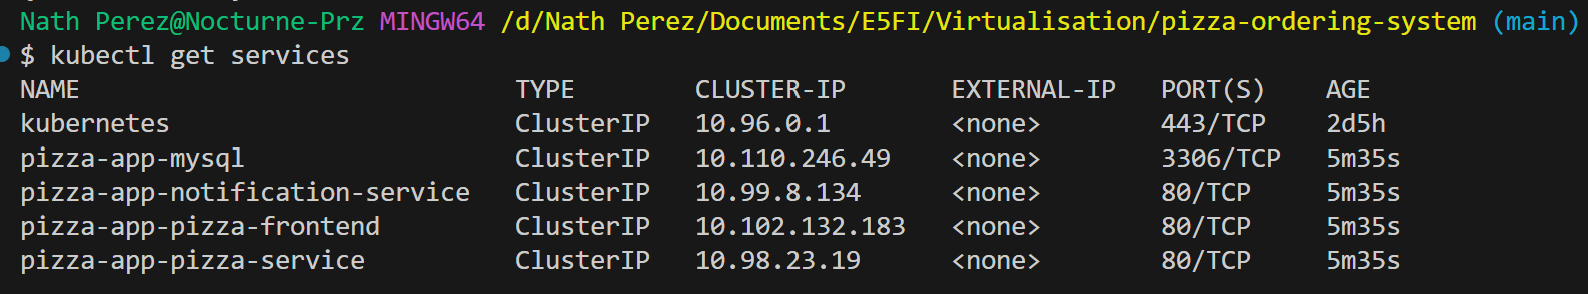 Nath Perez@Nocturne-Prz MINGW64 /d/Nath Perez/Documents/E5FI/Virtualisation/pizza-ordering-system (main)
$ kubectl get services
NAME TYPE CLUSTER-IP EXTERNAL-IP PORT(S) AGE
kubernetes ClusterIP 10.96.0.1 <none> 443/TCP 2d5h
pizza-app-mysql ClusterIP 10.110.246.49 <none> 3306/TCP 5m35s
pizza-app-notification-service ClusterIP 10.99.8.134 <none> 80/TCP 5m35s
pizza-app-pizza-frontend ClusterIP 10.102.132.183 <none> 80/TCP 5m35s
pizza-app-pizza-service ClusterIP 10.98.23.19 <none> 80/TCP 5m35s